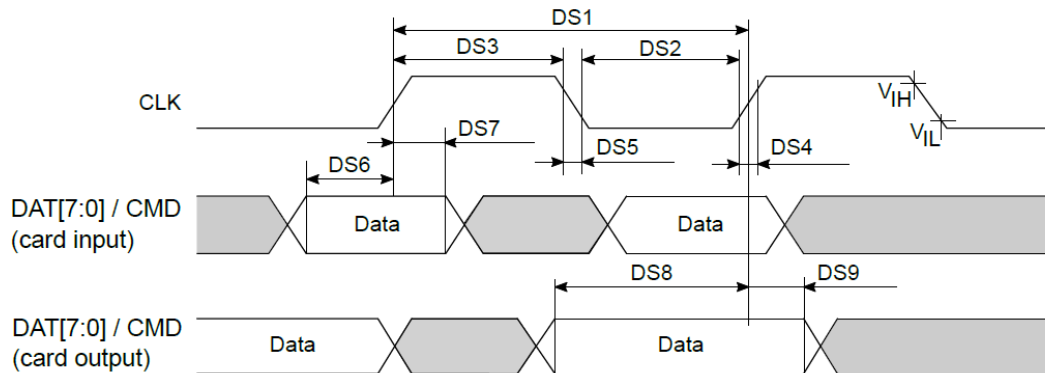 DS1
DS3 DS2
CLK
V_IH
V_IL
DS7
DS5 DS4
DS6
DAT[7:0] / CMD
(card input)
Data Data
DS8 DS9
DAT[7:0] / CMD
(card output)
Data Data